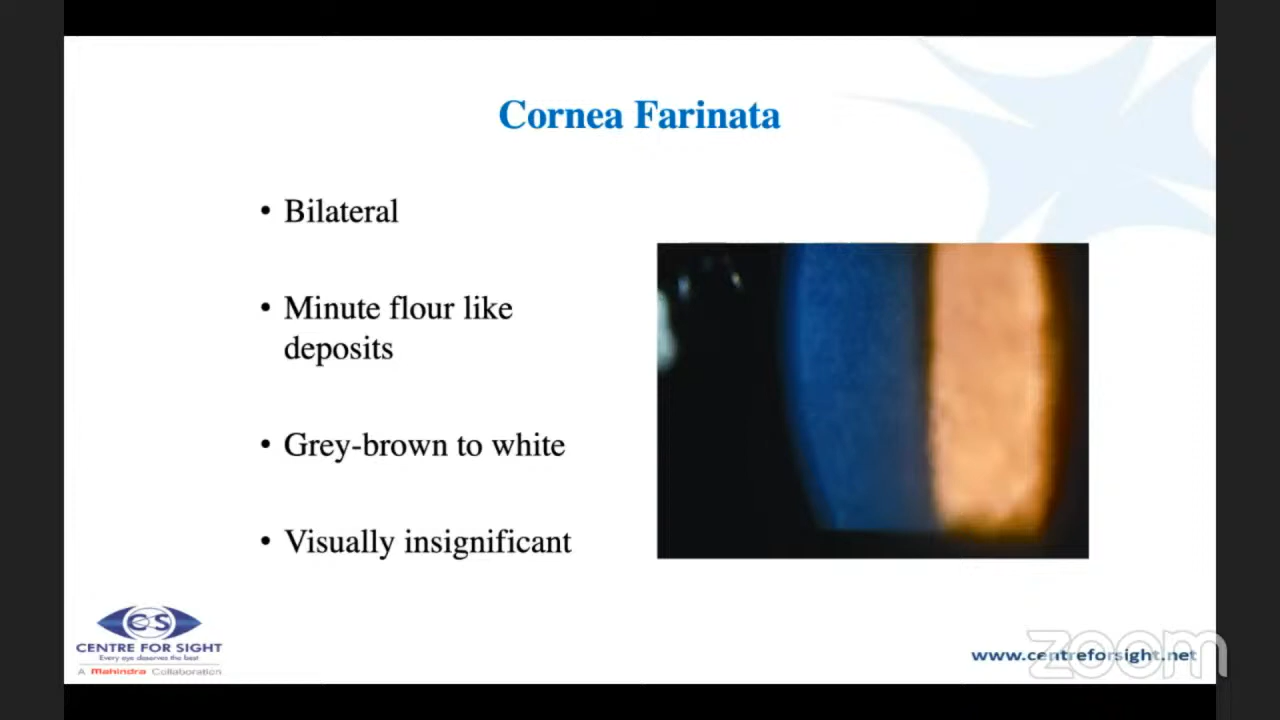 Cornea Farinata
• Bilateral
• Minute flour like
deposits
• Grey-brown to white
• Visually insignificant
CS
CENTRE FOR SIGHT
Every eye deserves the best
A Mahindra Collaboration
www.centreforsight.net
zoom